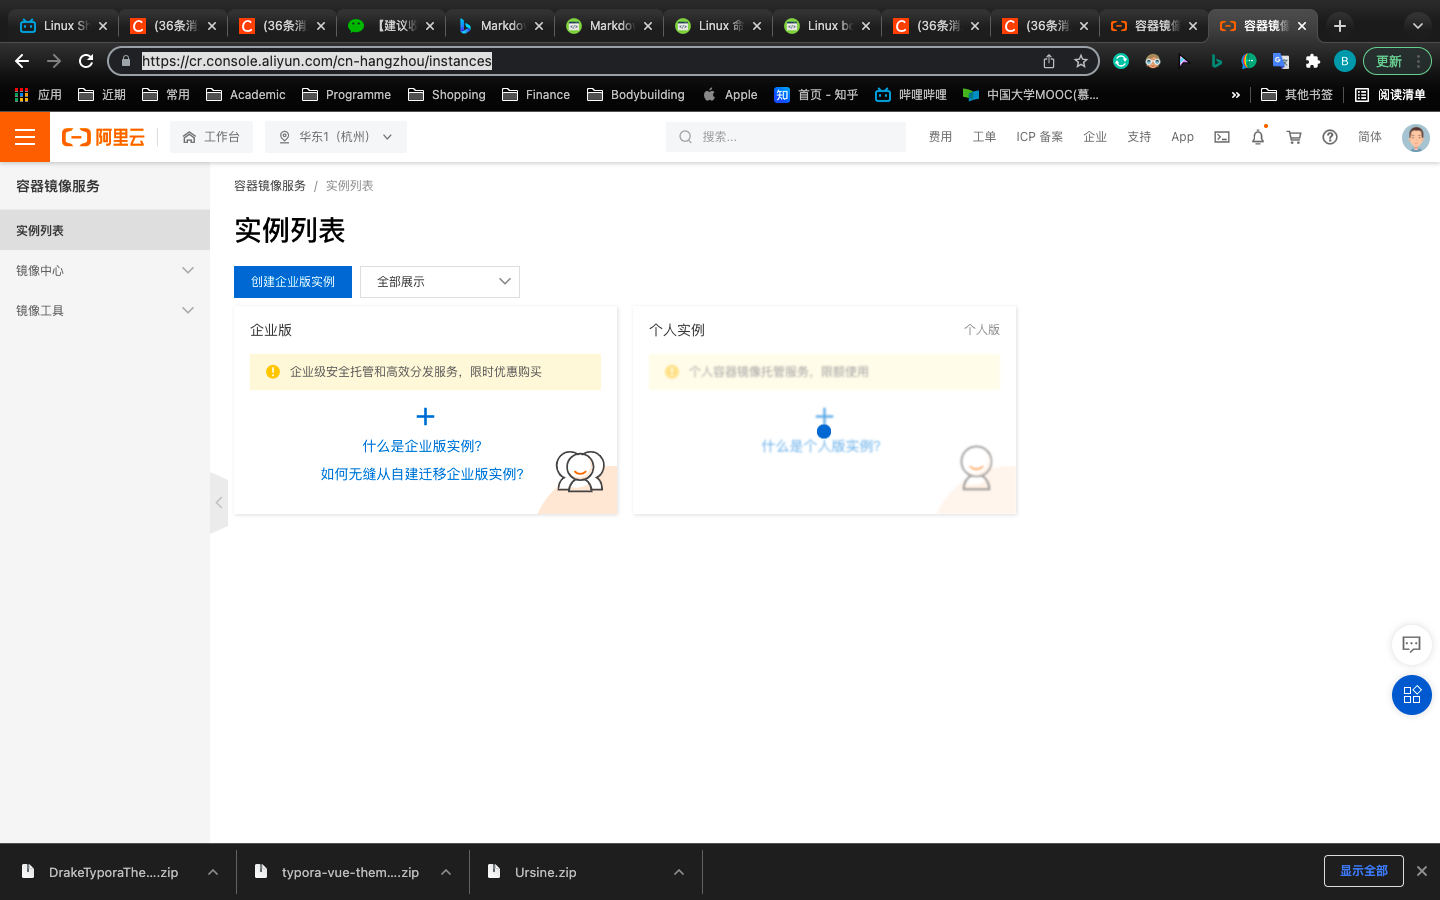 Linux Sh
(36条消
(36条消
【建议收
Markdov
Markdov
Linux 命
Linux bc
(36条消
(36条消
容器镜像
容器镜像
https://cr.console.aliyun.com/cn-hangzhou/instances
B
更新
应用
近期
常用
Academic
Programme
Shopping
Finance
Bodybuilding
Apple
知
首页 - 知乎
哔哩哔哩
中国大学MOOC(慕...
»
其他书签
阅读清单
阿里云
工作台
华东1（杭州）
搜索...
费用
工单
ICP 备案
企业
支持
App
简体
容器镜像服务
实例列表
镜像中心
镜像工具
容器镜像服务 / 实例列表
实例列表
创建企业版实例
全部展示
企业版
企业级安全托管和高效分发服务，限时优惠购买
什么是企业版实例?
如何无缝从自建迁移企业版实例?
个人实例
个人版
个人容器镜像托管服务，限额使用
什么是个人版实例?
DrakeTyporaThe....zip
typora-vue-them....zip
Ursine.zip
显示全部